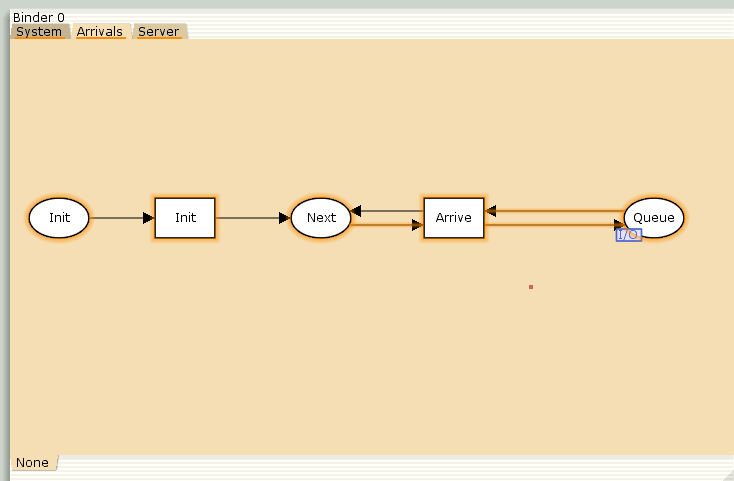 Binder 0
System Arrivals Server
Init Init Next Arrive Queue
I/O
None